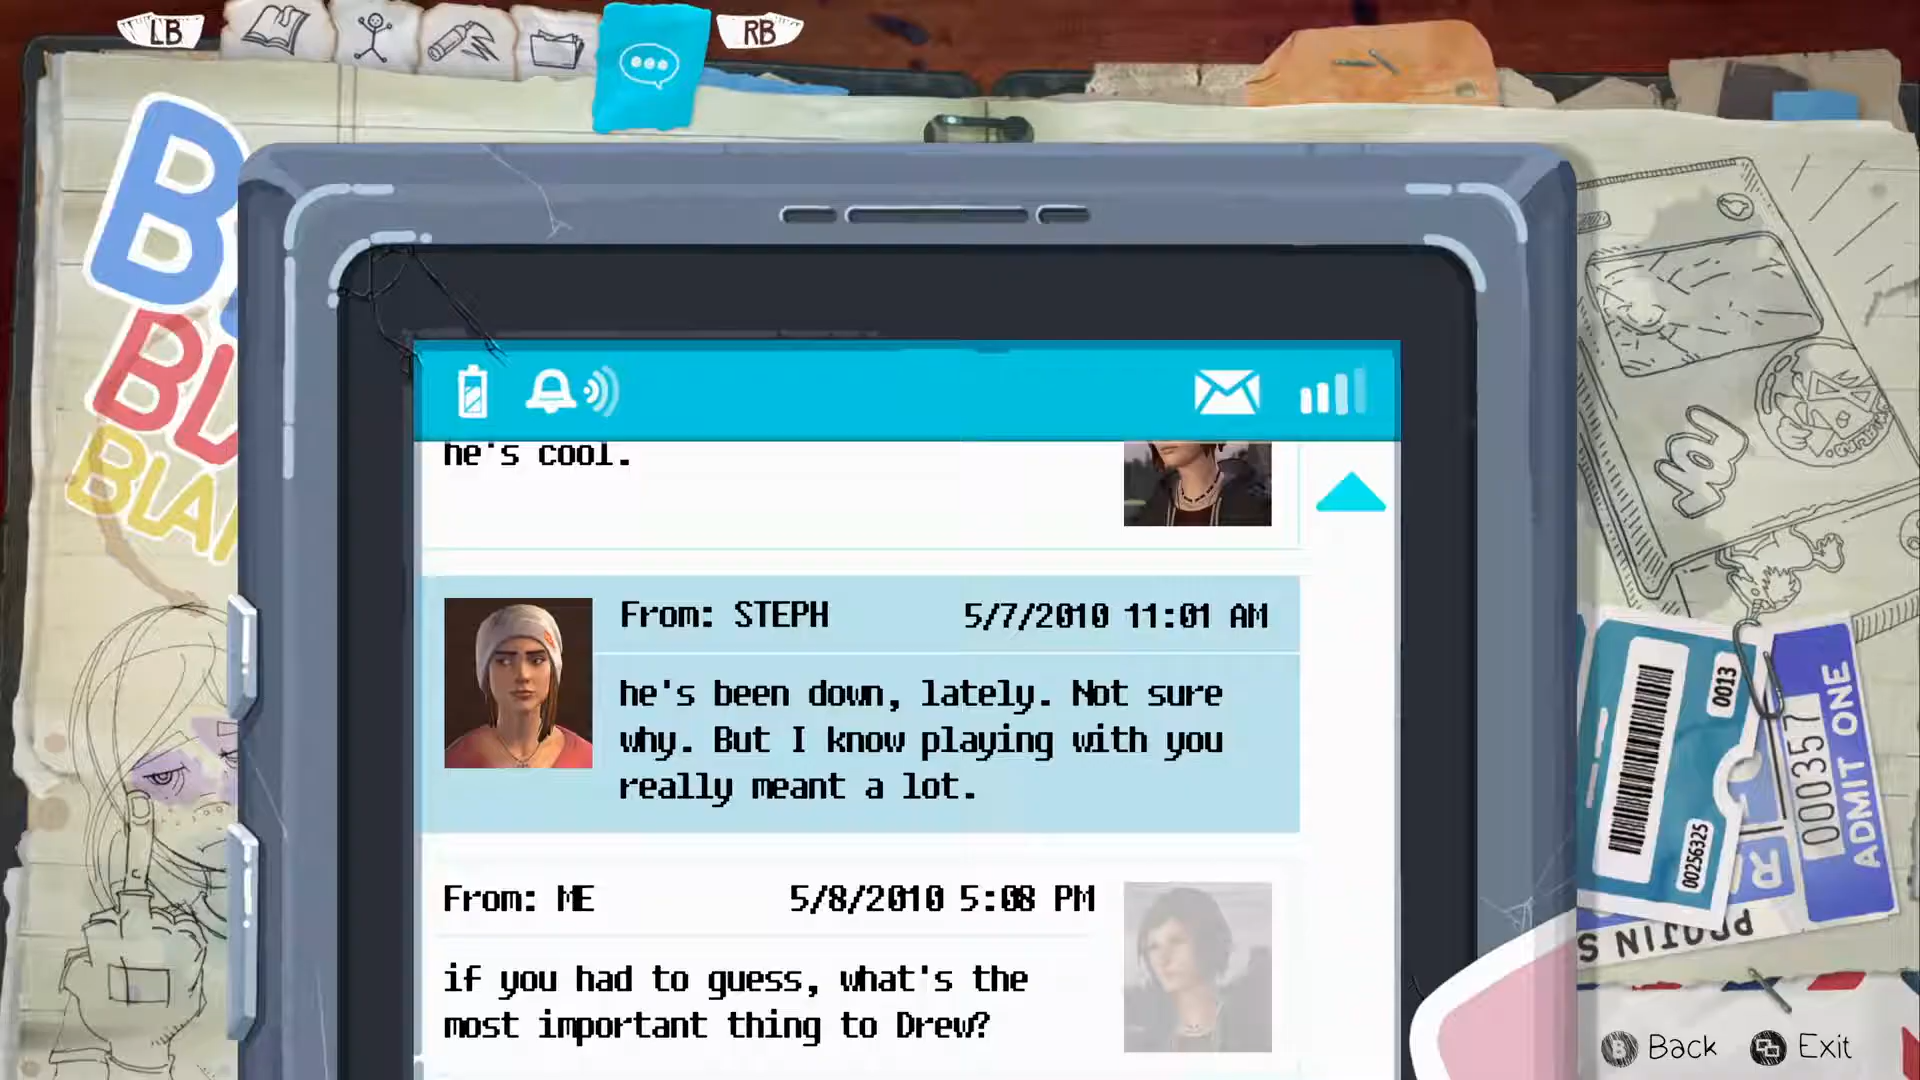 LB
RB
he's cool.
From: STEPH 5/7/2010 11:01 AM
he's been down, lately. Not sure
why. But I know playing with you
really meant a lot.
From: ME 5/8/2010 5:08 PM
if you had to guess, what's the
most important thing to Drew?
0013
00256325
000357
ADMIT ONE
Back
Exit